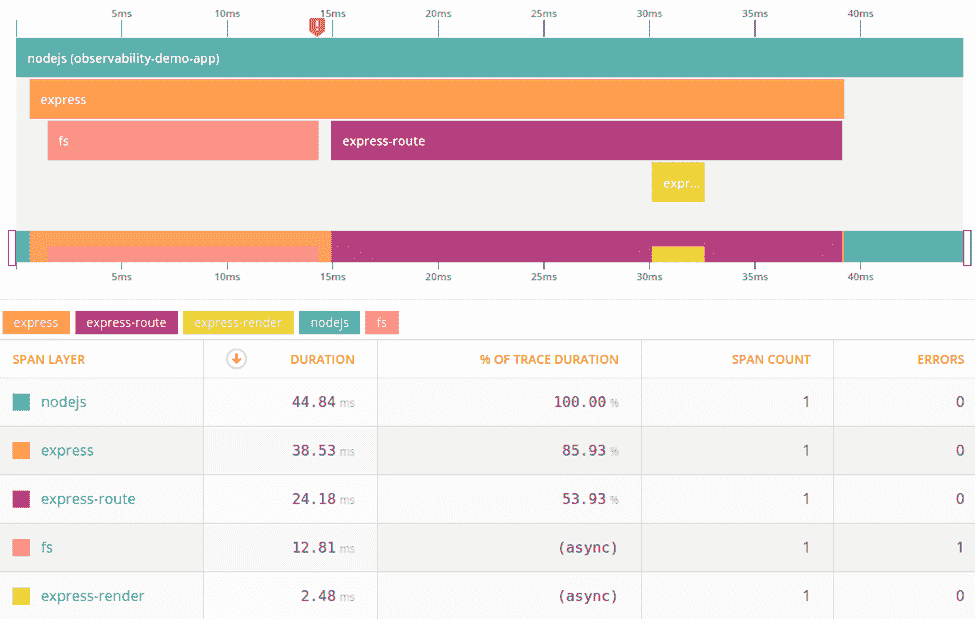 5ms 10ms 15ms 20ms 25ms 30ms 35ms 40ms
nodejs (observability-demo-app)
express
fs express-route
expr...
5ms 10ms 15ms 20ms 25ms 30ms 35ms 40ms
express express-route express-render nodejs fs
SPAN LAYER DURATION % OF TRACE DURATION SPAN COUNT ERRORS
nodejs 44.84 ms 100.00 % 1 0
express 38.53 ms 85.93 % 1 0
express-route 24.18 ms 53.93 % 1 0
fs 12.81 ms (async) 1 1
express-render 2.48 ms (async) 1 0